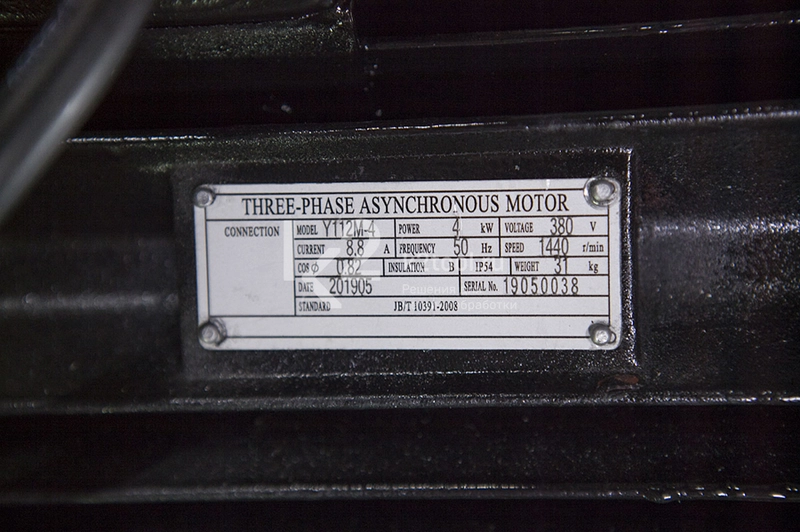 THREE-PHASE ASYNCHRONOUS MOTOR
CONNECTION
MODEL Y112M-4 POWER 4 kW VOLTAGE 380 V
CURRENT 8.8 A FREQUENCY 50 Hz SPEED 1440 r/min
COS ϕ 0.82 INSULATION B IP54 WEIGHT 31 kg
DATE 201905 SERIAL No. 19050038
STANDARD JB/T 10391-2008